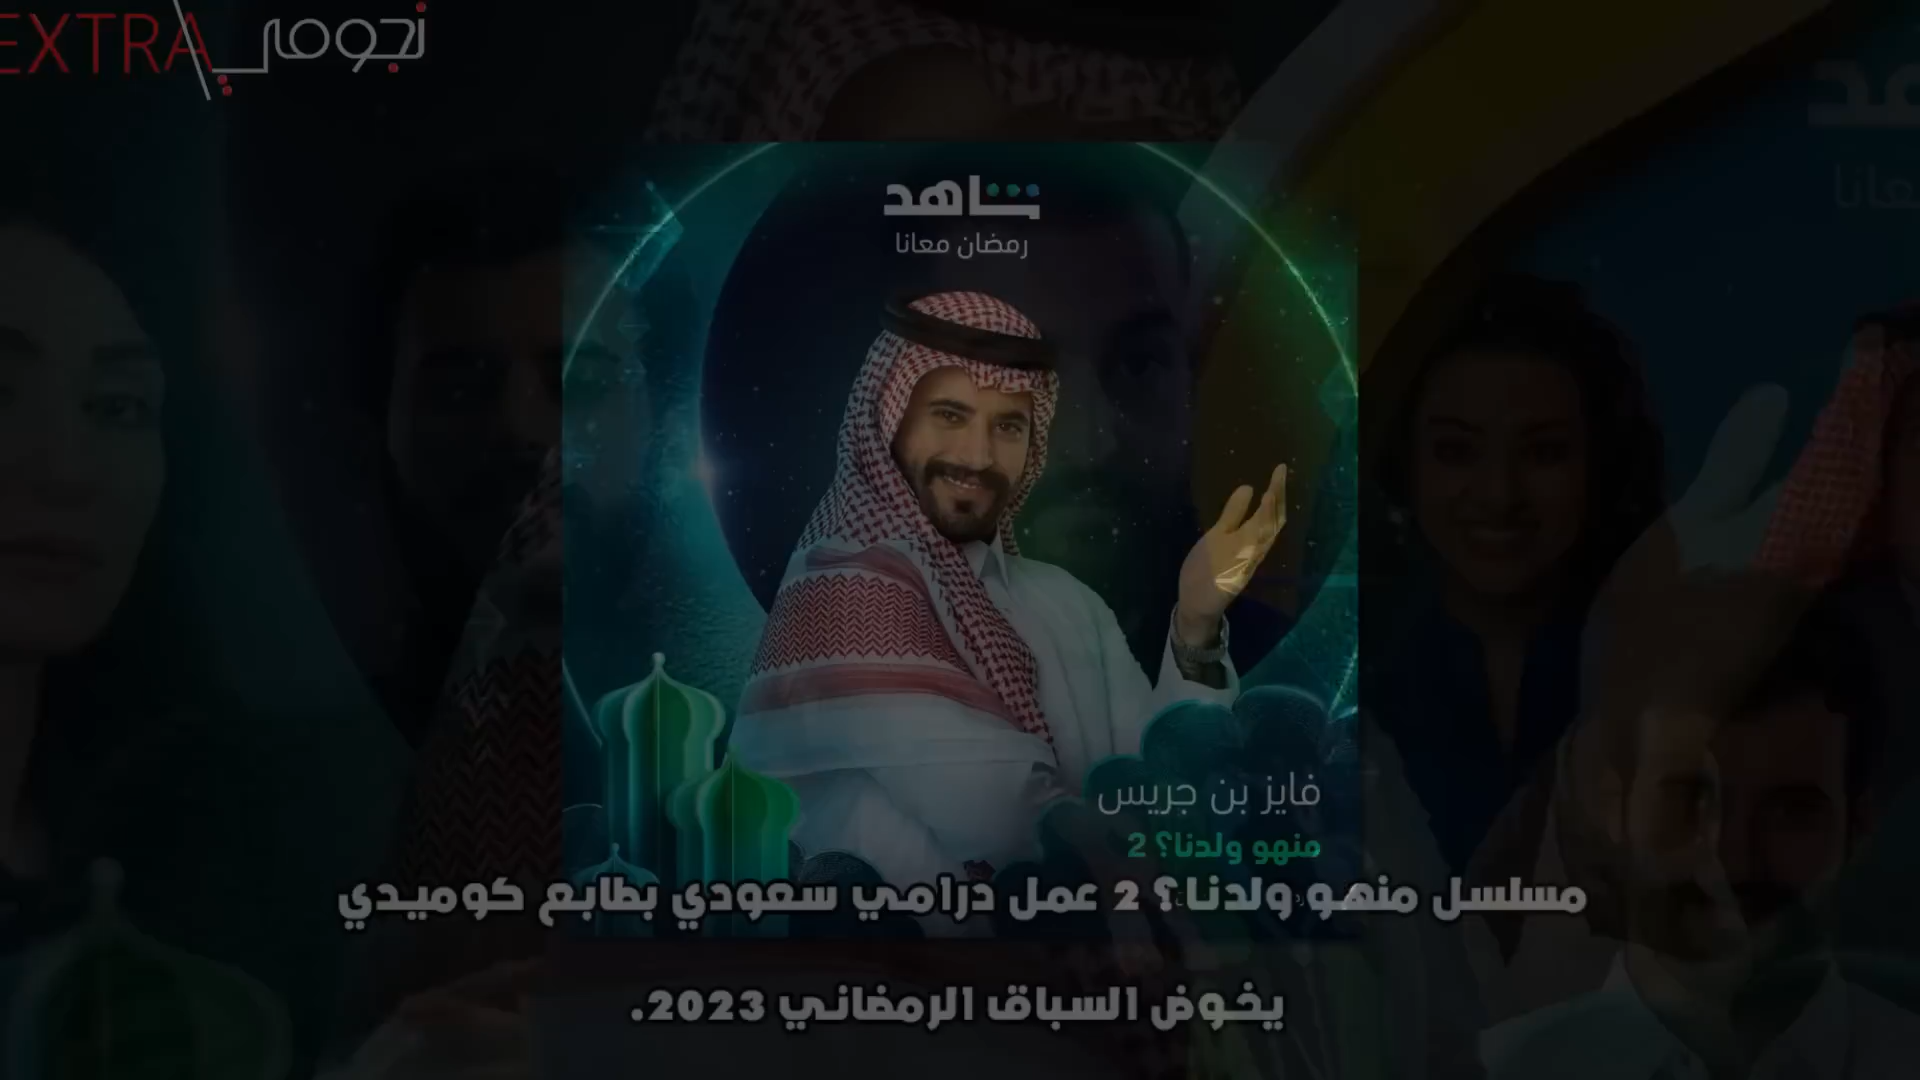 EXTRA نجومي
شاهد
رمضان معانا
فايز بن جريس
منهو ولدنا؟ 2
مسلسل منهو ولدنا؟ 2 عمل درامي سعودي بطابع كوميدي
يخوض السباق الرمضاني 2023.